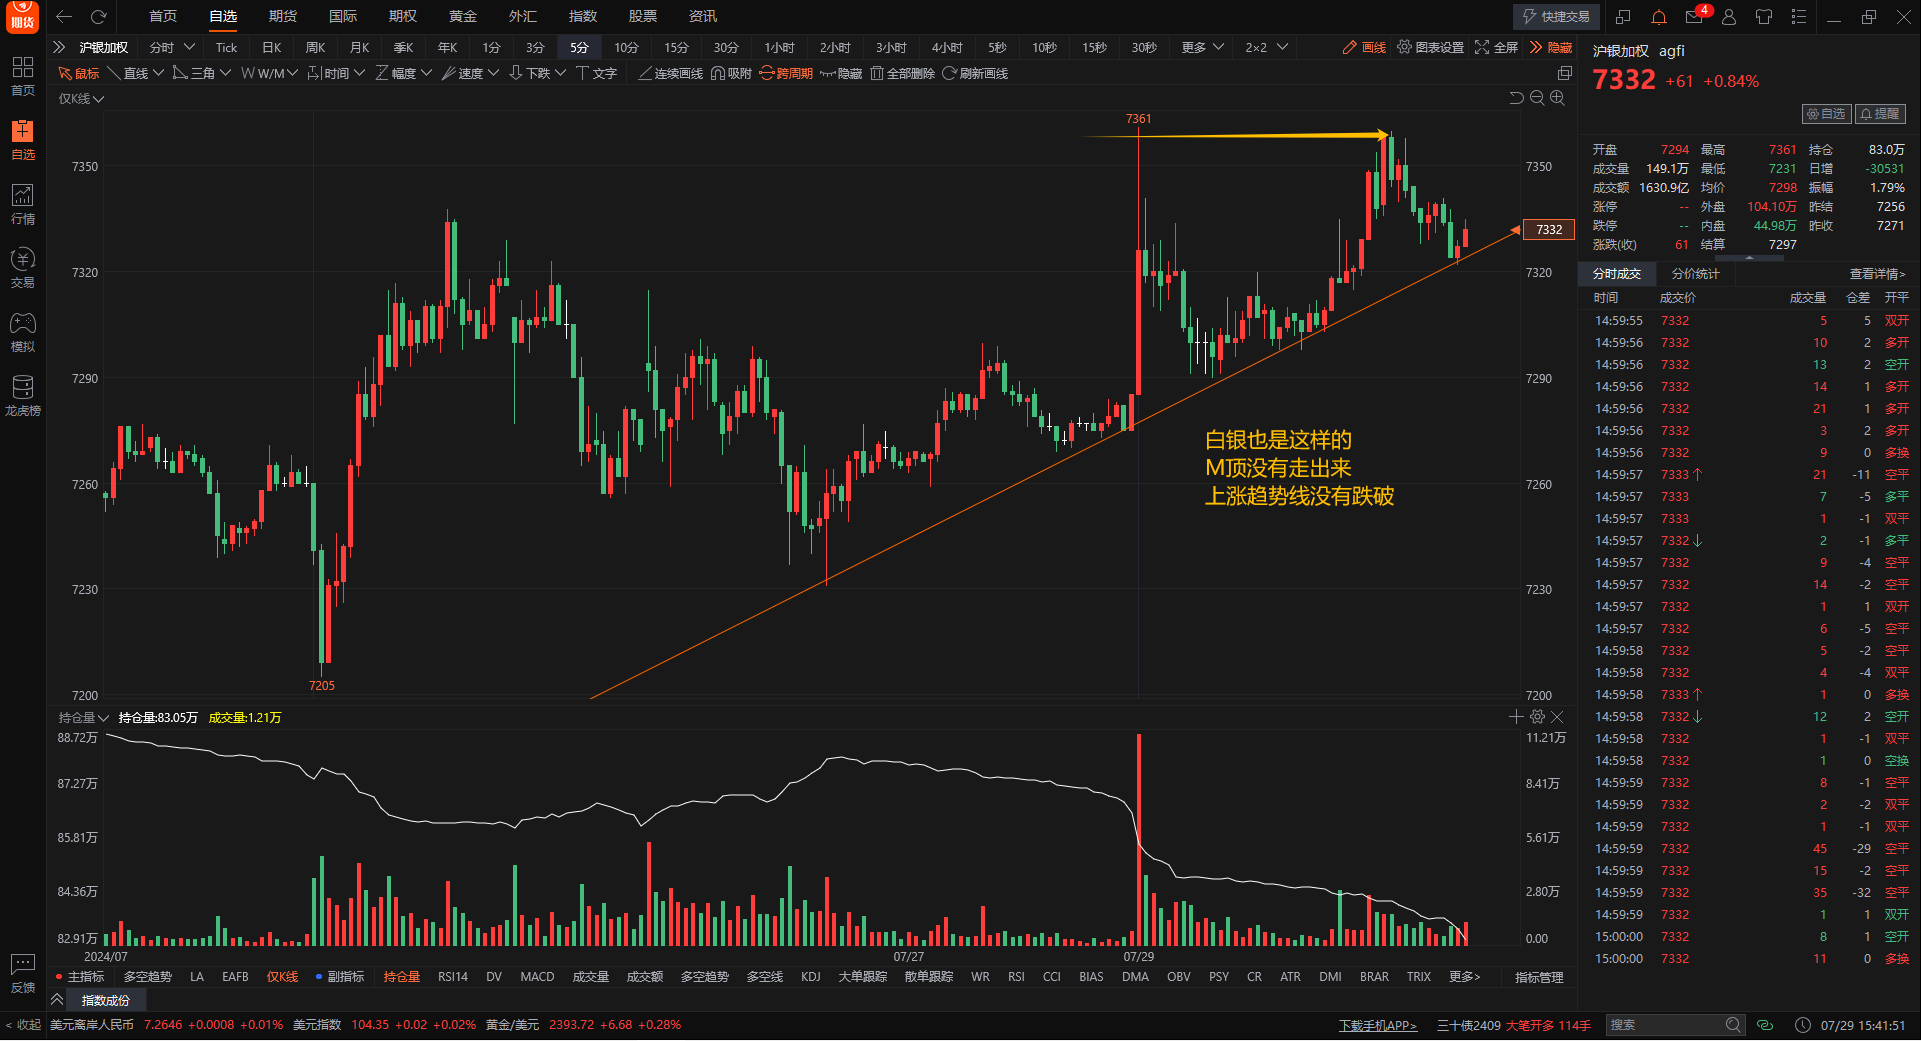 期货
首页 自选 期货 国际 期权 黄金 外汇 指数 股票 资讯
快捷交易 4
沪银加权 分时 Tick 日K 周K 月K 季K 年K 1分 3分 5分 10分 15分 30分 1小时 2小时 3小时 4小时 5秒 10秒 15秒 30秒 更多 2×2
画线 图表设置 全屏 隐藏
鼠标 直线 三角 W/M 时间 幅度 速度 下跌 文字 连续画线 吸附 跨周期 隐藏 全部删除 刷新画线
首页
自选
行情
交易
模拟
龙虎榜
反馈
< 收起
仅K线
7361
7350 7350
7332
7320 7320
7290 7290
白银也是这样的
M顶没有走出来
上涨趋势线没有跌破
7260 7260
7230 7230
7205
7200 7200
持仓量 持仓量:83.05万 成交量:1.21万
88.72万 11.21万
87.27万 8.41万
85.81万 5.61万
84.36万 2.80万
82.91万 0.00
2024/07 07/27 07/29
主指标 多空趋势 LA EAFB 仅K线 副指标 持仓量 RSI14 DV MACD 成交量 成交额 多空趋势 多空线 KDJ 大单跟踪 散单跟踪 WR RSI CCI BIAS DMA OBV PSY CR ATR DMI BRAR TRIX 更多> 指标管理
指数成份
美元离岸人民币 7.2646 +0.0008 +0.01% 美元指数 104.35 +0.02 +0.02% 黄金/美元 2393.72 +6.68 +0.28%
下载手机APP> 三十债2409 大笔开多 114手 搜索 07/29 15:41:51
沪银加权 agfi
7332 +61 +0.84%
自选 提醒
开盘 7294 最高 7361 持仓 83.0万
成交量 149.1万 最低 7231 日增 -30531
成交额 1630.9亿 均价 7298 振幅 1.79%
涨停 -- 外盘 104.10万 昨结 7256
跌停 -- 内盘 44.98万 昨收 7271
涨跌(收) 61 结算 7297
分时成交 分价统计 查看详情>
时间 成交价 成交量 仓差 开平
14:59:55 7332 5 5 双开
14:59:56 7332 10 2 多开
14:59:56 7332 13 2 空开
14:59:56 7332 14 1 多开
14:59:56 7332 21 1 多开
14:59:56 7332 3 2 多开
14:59:56 7332 9 0 多换
14:59:57 7333↑ 21 -11 空平
14:59:57 7333 7 -5 多平
14:59:57 7333 1 -1 双平
14:59:57 7332↓ 2 -1 多平
14:59:57 7332 9 -4 空平
14:59:57 7332 14 -2 空平
14:59:57 7332 1 1 双开
14:59:57 7332 6 -5 空平
14:59:58 7332 5 -2 空平
14:59:58 7332 4 -4 双平
14:59:58 7333↑ 1 0 多换
14:59:58 7332↓ 12 2 空开
14:59:58 7332 1 -1 双平
14:59:58 7332 1 0 空换
14:59:59 7332 8 -1 空平
14:59:59 7332 2 -2 双平
14:59:59 7332 1 -1 双平
14:59:59 7332 45 -29 空平
14:59:59 7332 15 -2 空平
14:59:59 7332 35 -32 空平
14:59:59 7332 1 1 双开
15:00:00 7332 8 1 空开
15:00:00 7332 11 0 多换